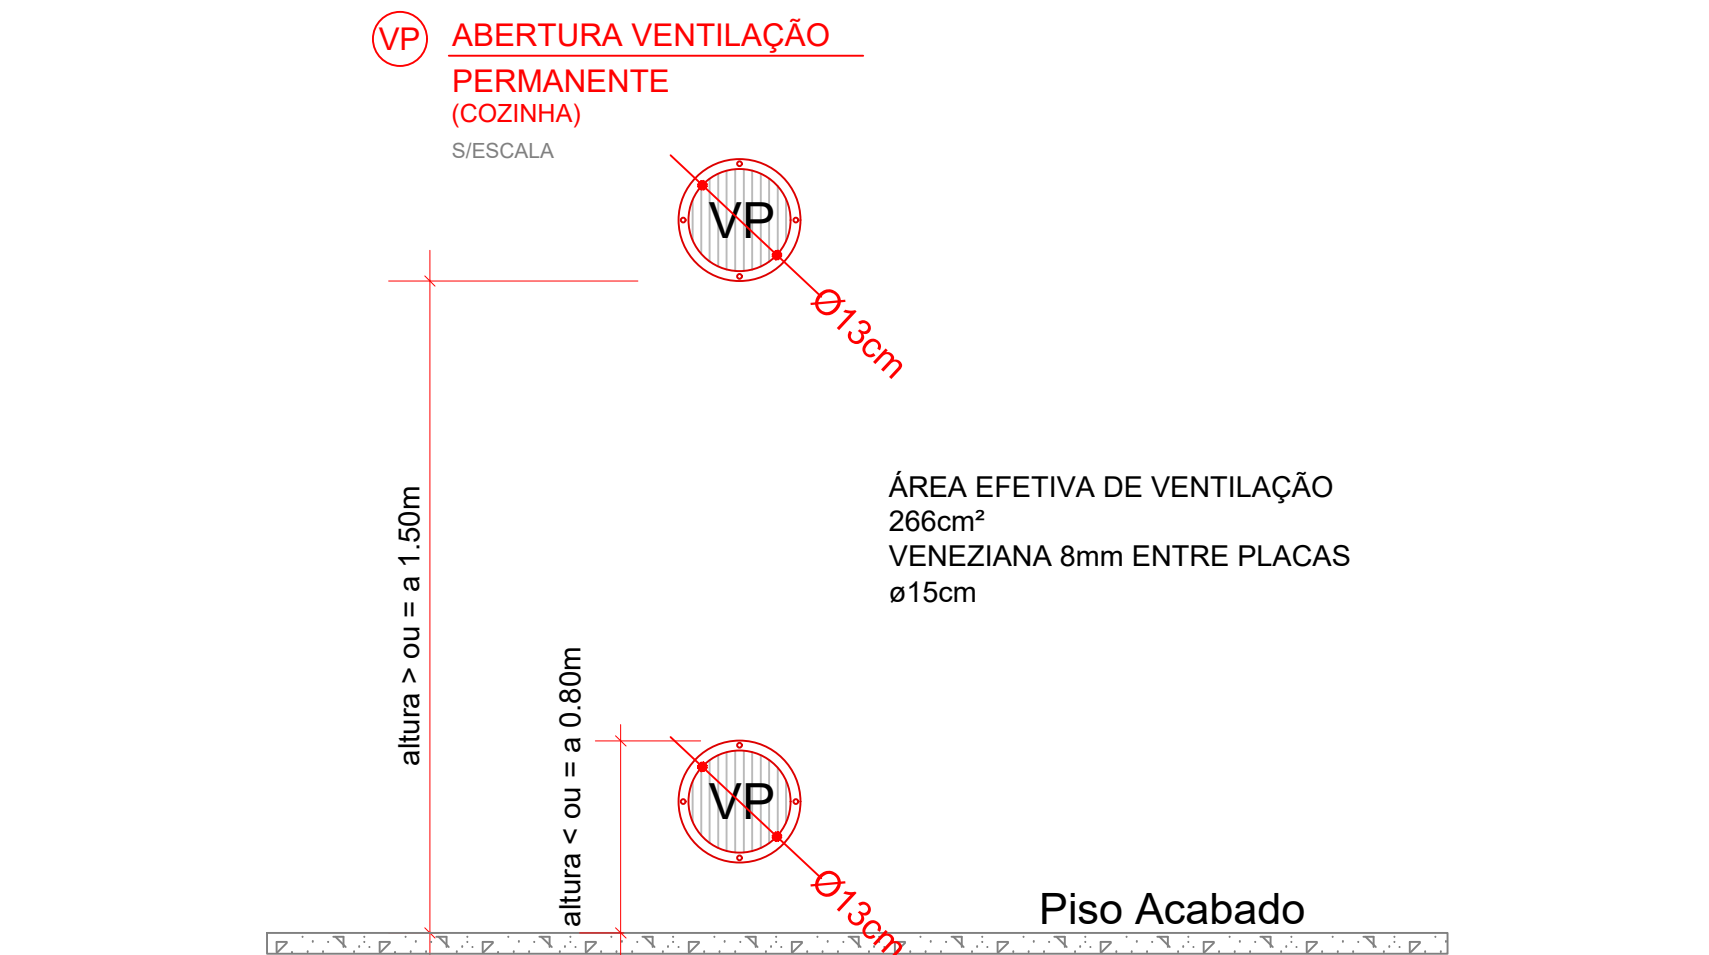 VP
ABERTURA VENTILAÇÃO
PERMANENTE
(COZINHA)
S/ESCALA
VP
Ø13cm
altura > ou = a 1.50m
ÁREA EFETIVA DE VENTILAÇÃO
266cm²
VENEZIANA 8mm ENTRE PLACAS
ø15cm
altura < ou = a 0.80m
VP
Ø13cm
Piso Acabado